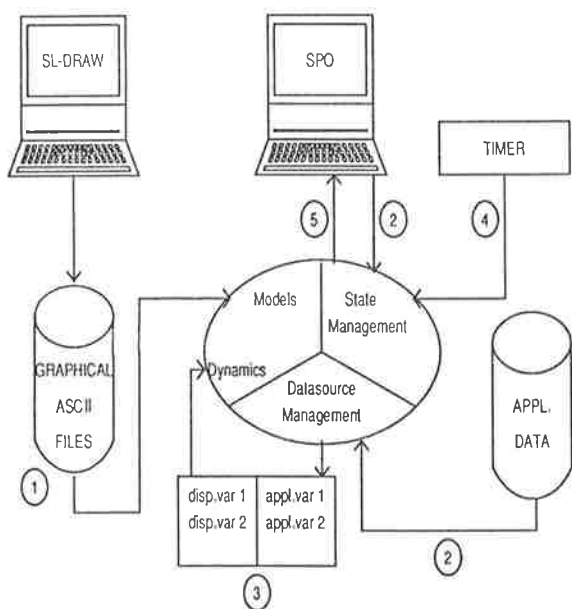 SL-DRAW
SPO
TIMER
5
2
4
Models
State
Management
Dynamics
Datasource
Management
GRAPHICAL
ASCII
FILES
APPL.
DATA
1
disp.var 1
disp.var 2
appl.var 1
appl.var 2
2
3